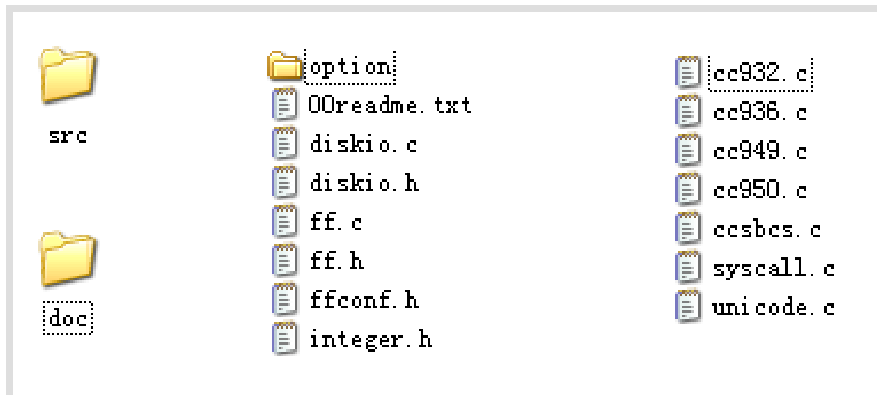 src
doc
option
00readme.txt
diskio.c
diskio.h
ff.c
ff.h
ffconf.h
integer.h
cc932.c
cc936.c
cc949.c
cc950.c
ccsbcs.c
syscall.c
unicode.c